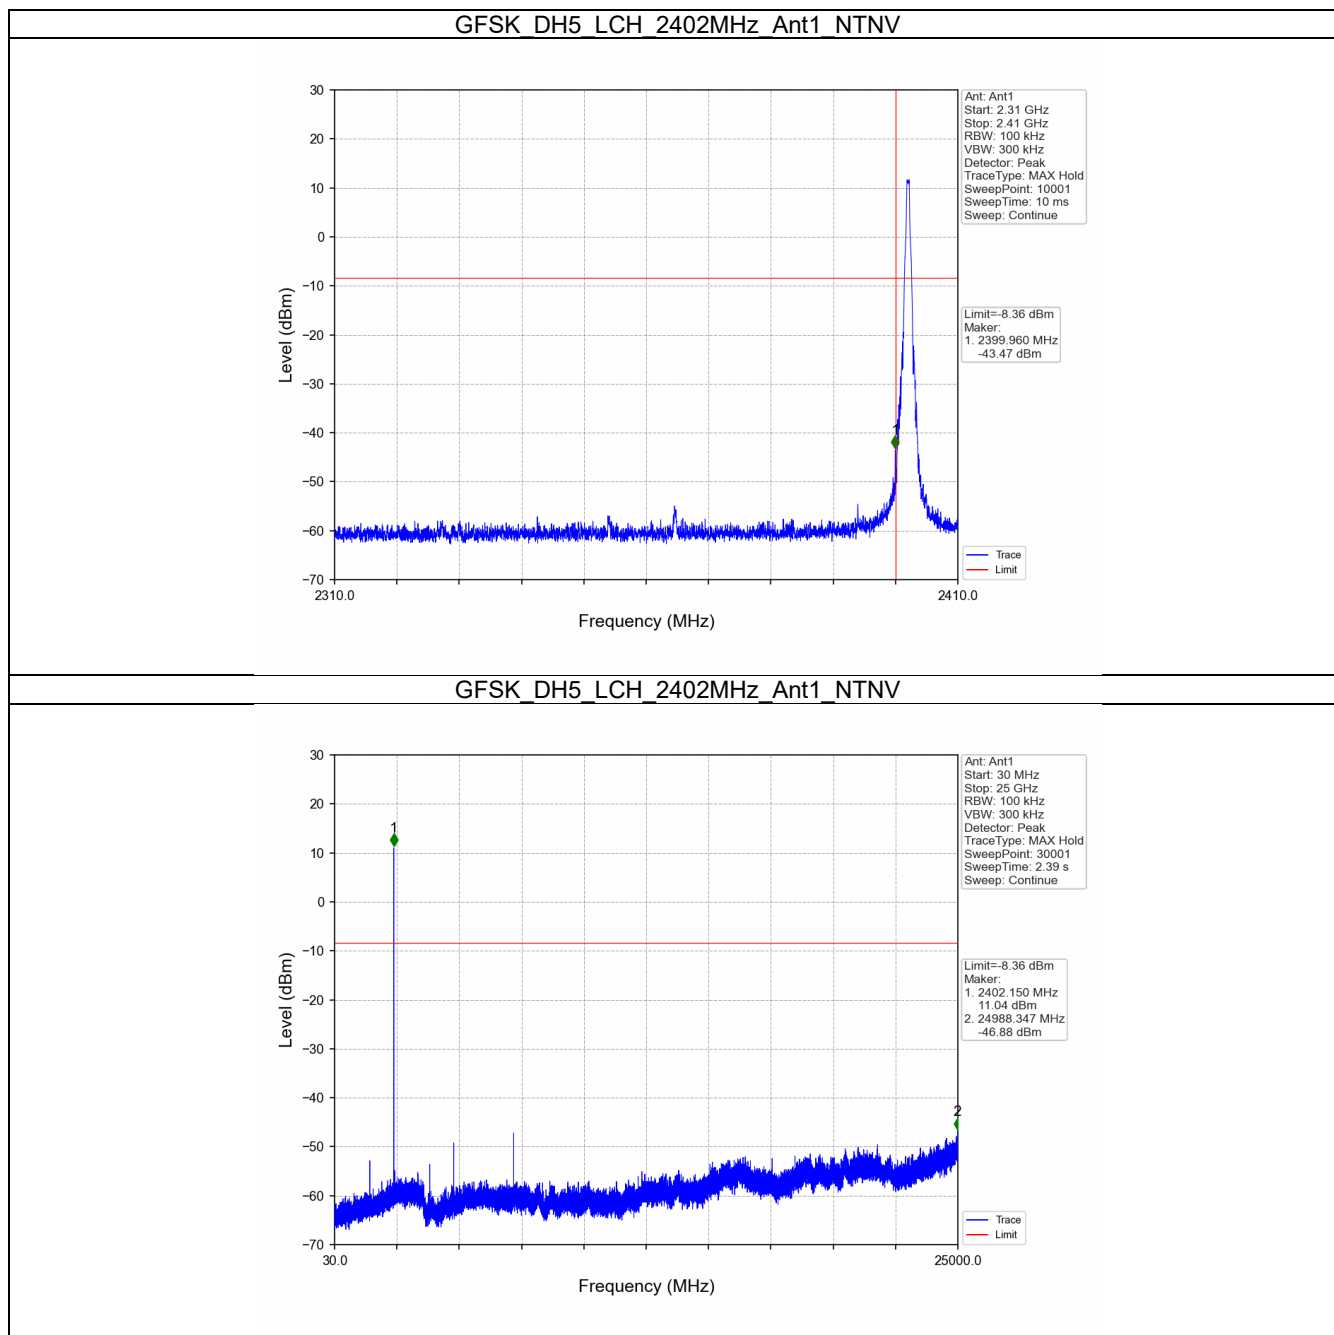 GFSK_DH5_LCH_2402MHz_Ant1_NTNV
30
20
10
0
−10
−20
−30
−40
−50
−60
−70
Level (dBm)
1
2310.0
2410.0
Frequency (MHz)
Ant: Ant1
Start: 2.31 GHz
Stop: 2.41 GHz
RBW: 100 kHz
VBW: 300 kHz
Detector: Peak
TraceType: MAX Hold
SweepPoint: 10001
SweepTime: 10 ms
Sweep: Continue
Limit=-8.36 dBm
Maker:
1. 2399.960 MHz
-43.47 dBm
Trace
Limit
GFSK_DH5_LCH_2402MHz_Ant1_NTNV
30
20
10
0
−10
−20
−30
−40
−50
−60
−70
Level (dBm)
1
2
30.0
25000.0
Frequency (MHz)
Ant: Ant1
Start: 30 MHz
Stop: 25 GHz
RBW: 100 kHz
VBW: 300 kHz
Detector: Peak
TraceType: MAX Hold
SweepPoint: 30001
SweepTime: 2.39 s
Sweep: Continue
Limit=-8.36 dBm
Maker:
1. 2402.150 MHz
11.04 dBm
2. 24988.347 MHz
-46.88 dBm
Trace
Limit